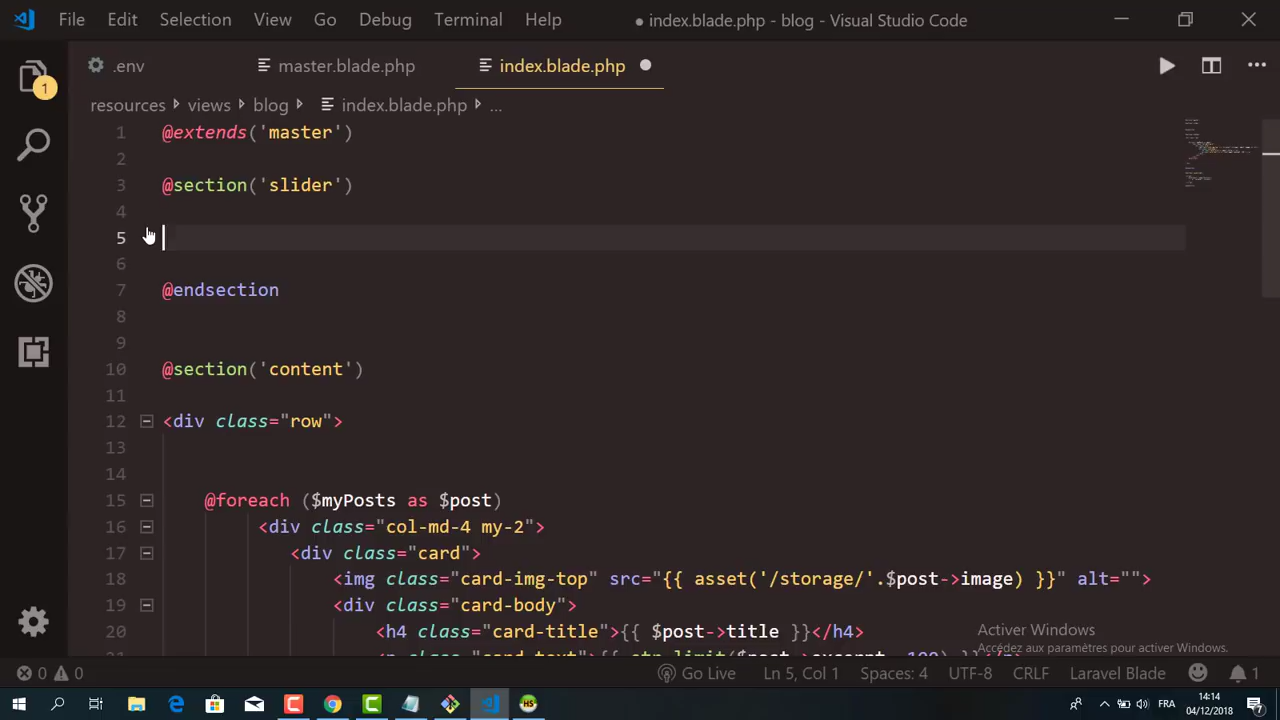 File Edit Selection View Go Debug Terminal Help
● index.blade.php - blog - Visual Studio Code
.env
master.blade.php
index.blade.php
resources views blog index.blade.php ...
1 @extends('master')
2
3 @section('slider')
4
5
6
7 @endsection
8
9
10 @section('content')
11
12 <div class="row">
13
14
15 @foreach ($myPosts as $post)
16 <div class="col-md-4 my-2">
17 <div class="card">
18 <img class="card-img-top" src="{{ asset('/storage/'.$post->image) }}" alt="">
19 <div class="card-body">
20 <h4 class="card-title">{{ $post->title }}</h4>
Activer Windows
Accédez aux paramètres pour activer Windows.
1
0 0
Go Live
Ln 5, Col 1
Spaces: 4
UTF-8
CRLF
Laravel Blade
1
HS
FRA
14:14
04/12/2018
7